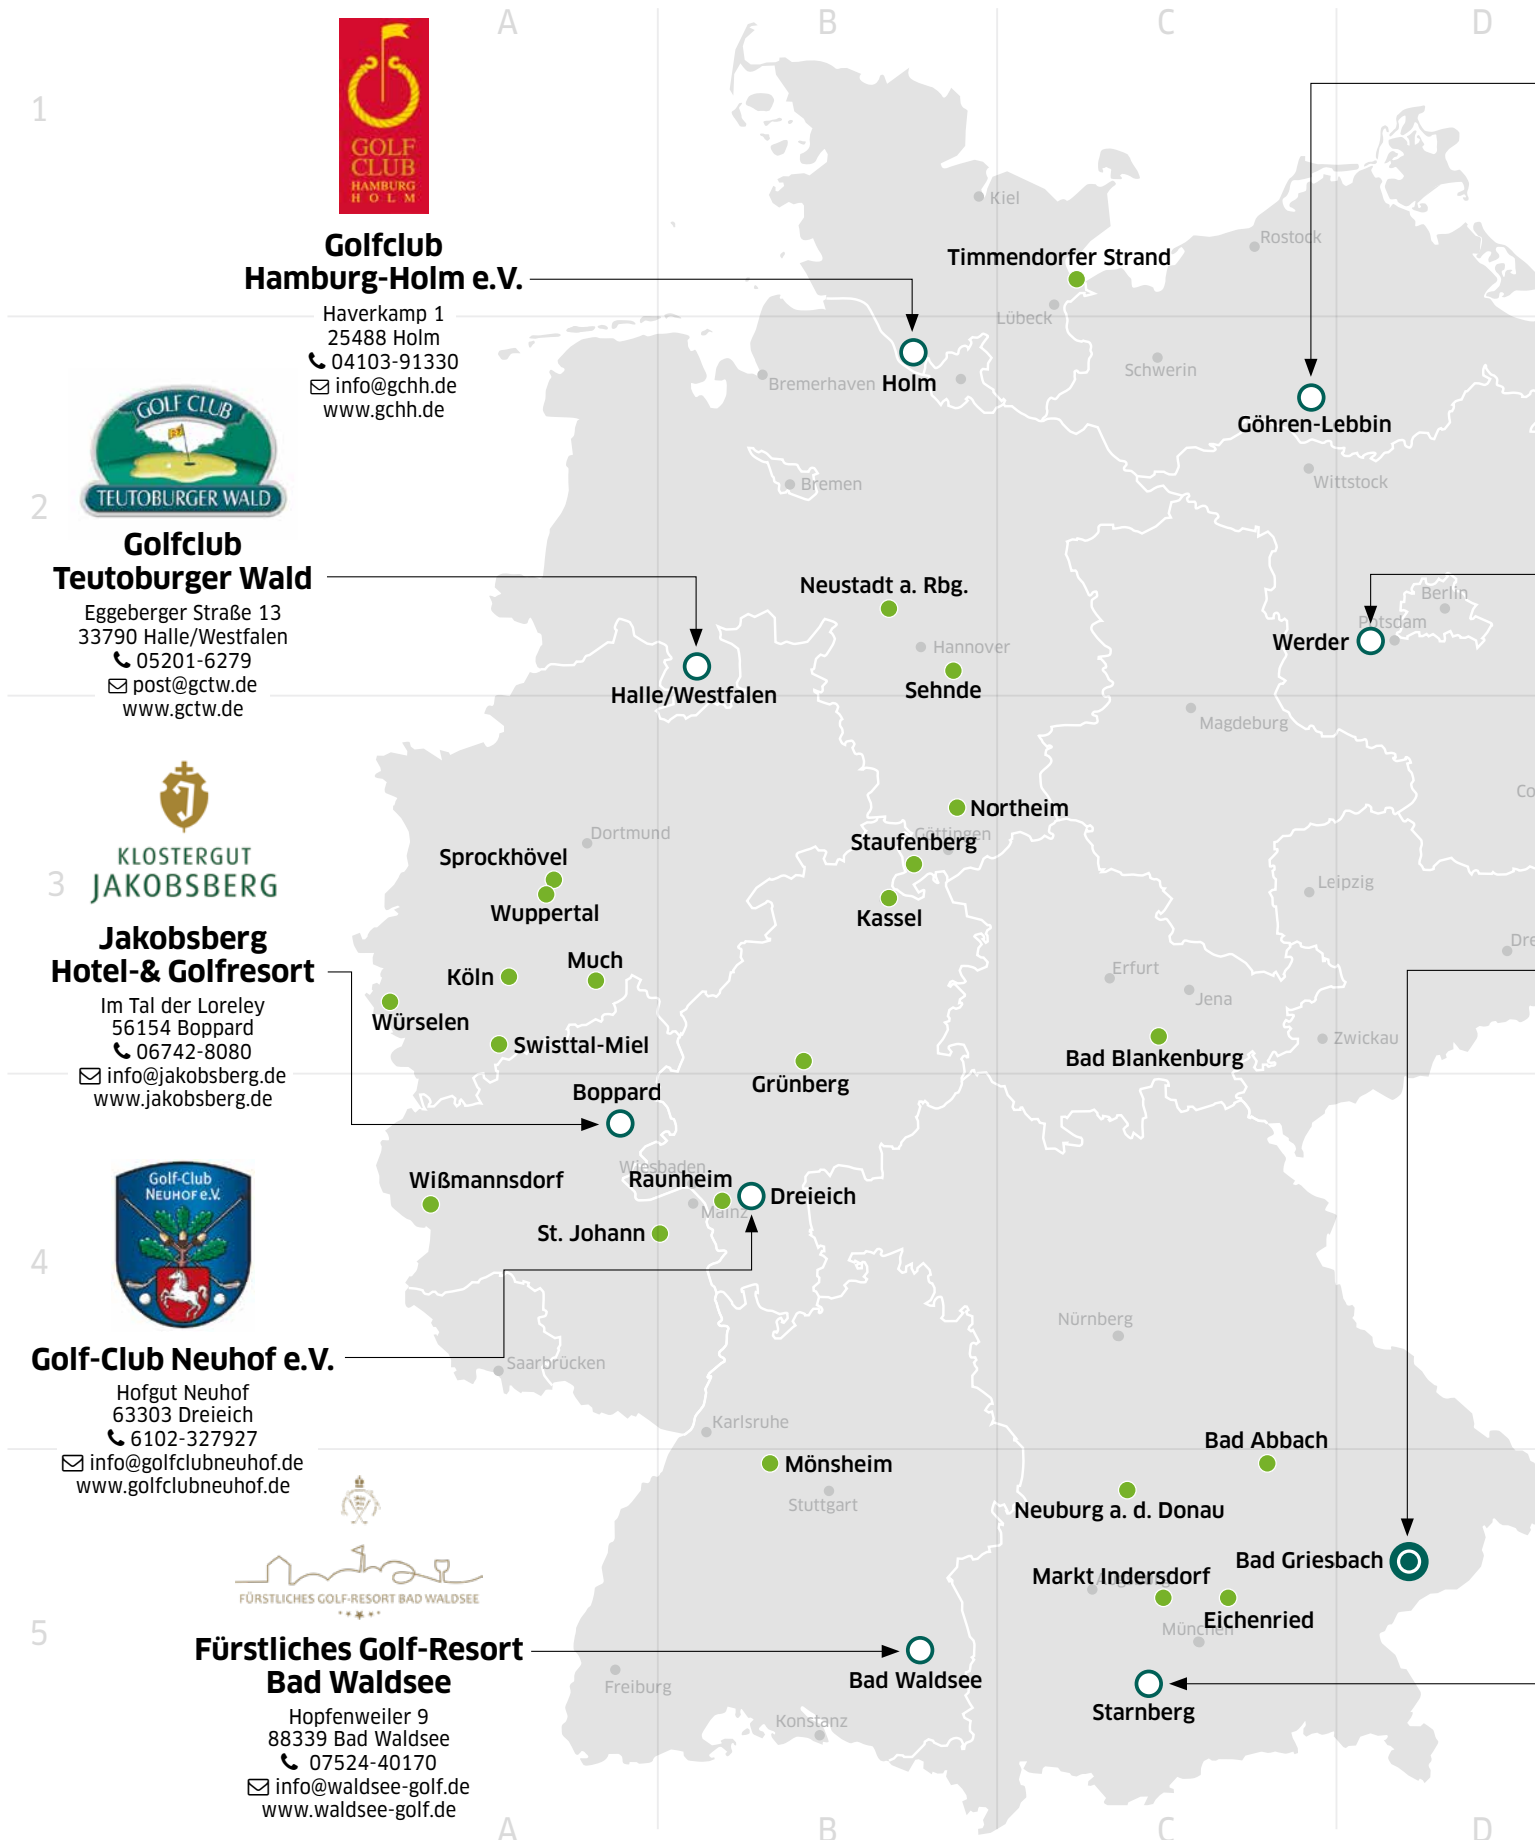 A
B
C
D
1
GOLF
CLUB
HAMBURG
HOLM
Golfclub
Hamburg-Holm e.V.
Haverkamp 1
25488 Holm
04103-91330
info@gchh.de
www.gchh.de
GOLF CLUB
TEUTOBURGER WALD
2
Golfclub
Teutoburger Wald
Eggeberger Straße 13
33790 Halle/Westfalen
05201-6279
post@gctw.de
www.gctw.de
KLOSTERGUT
JAKOBSBERG
3
Jakobsberg
Hotel-& Golfresort
Im Tal der Loreley
56154 Boppard
06742-8080
info@jakobsberg.de
www.jakobsberg.de
Golf-Club
NEUHOF e.V.
4
Golf-Club Neuhof e.V.
Hofgut Neuhof
63303 Dreieich
6102-327927
info@golfclubneuhof.de
www.golfclubneuhof.de
FÜRSTLICHES GOLF-RESORT BAD WALDSEE
5
Fürstliches Golf-Resort
Bad Waldsee
Hopfenweiler 9
88339 Bad Waldsee
07524-40170
info@waldsee-golf.de
www.waldsee-golf.de
Kiel
Rostock
Timmendorfer Strand
Lübeck
Schwerin
Bremerhaven
Holm
Göhren-Lebbin
Wittstock
Bremen
Neustadt a. Rbg.
Berlin
Potsdam
Hannover
Werder
Sehnde
Halle/Westfalen
Magdeburg
Co
Northeim
Dortmund
Göttingen
Staufenberg
Sprockhövel
Leipzig
Wuppertal
Kassel
Dre
Much
Köln
Erfurt
Jena
Würselen
Swisttal-Miel
Zwickau
Bad Blankenburg
Grünberg
Boppard
Wiesbaden
Wißmannsdorf
Raunheim
Dreieich
Mainz
St. Johann
Nürnberg
Saarbrücken
Karlsruhe
Bad Abbach
Mönsheim
Stuttgart
Neuburg a. d. Donau
Bad Griesbach
Markt Indersdorf
Augsburg
Eichenried
München
Bad Waldsee
Freiburg
Starnberg
Konstanz
A
B
C
D